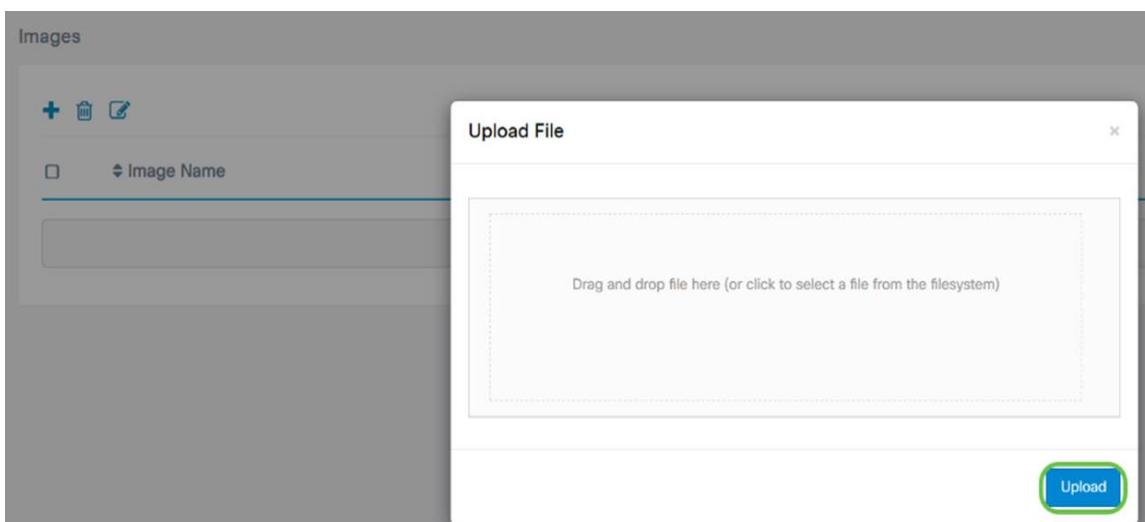 Images
Upload File
×
Image Name
Drag and drop file here (or click to select a file from the filesystem)
Upload